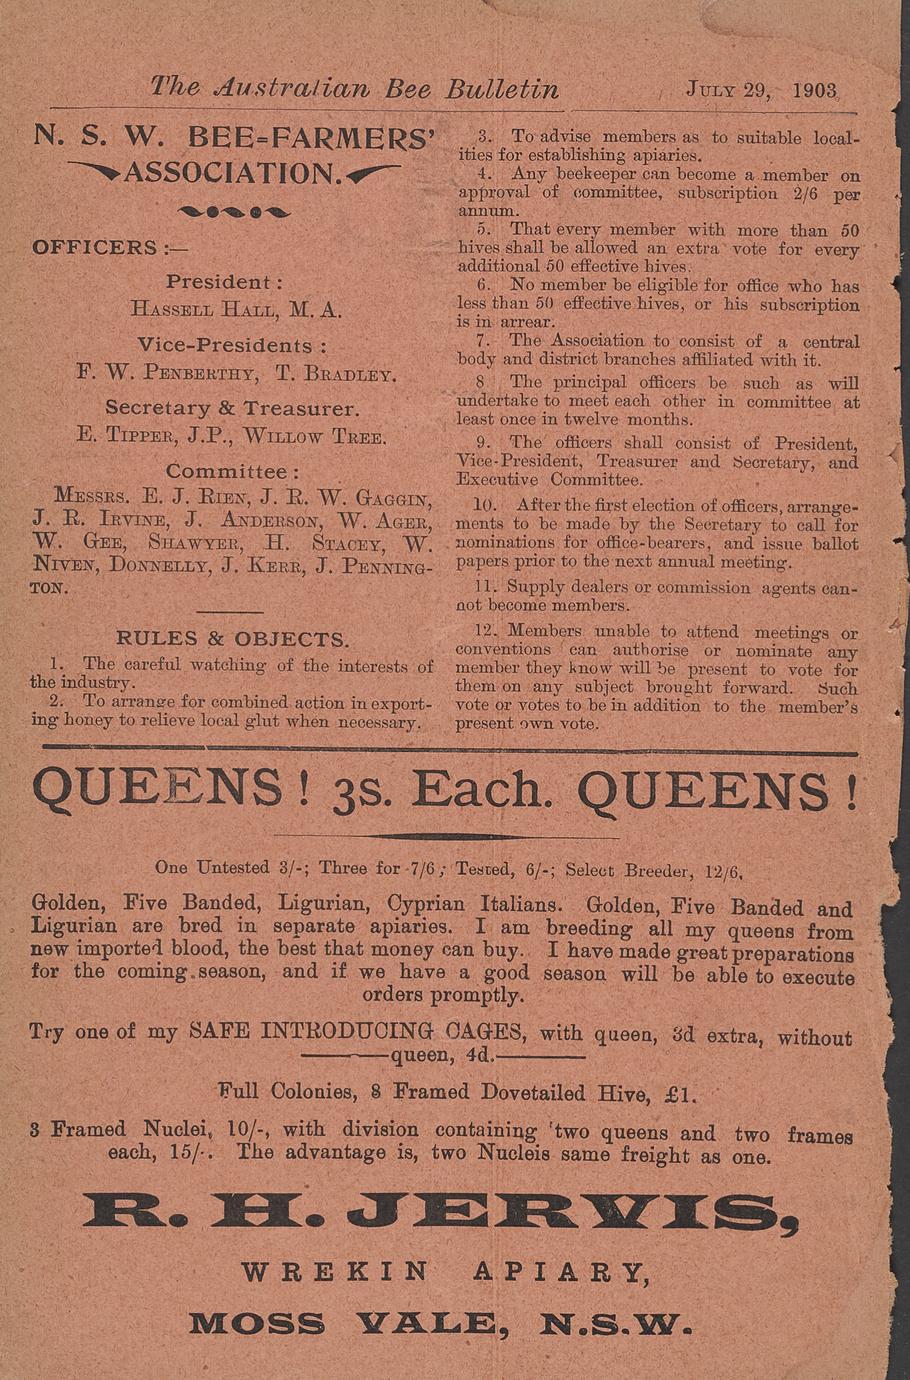 The Australian Bee Bulletin JULY 29, 1903
N. S. W. BEE=FARMERS'
ASSOCIATION.
OFFICERS :—
President :
HASSELL HALL, M. A.
Vice-Presidents :
F. W. PENBERTHY, T. BRADLEY.
Secretary & Treasurer.
E. TIPPER, J.P., WILLOW TREE.
Committee :
MESSRS. E. J. RIEN, J. R. W. GAGGIN,
J. R. IRVINE, J. ANDERSON, W. AGER,
W. GEE, SHAWYER, H. STACEY, W.
NIVEN, DONNELLY, J. KERR, J. PENNING-
TON.
RULES & OBJECTS.
1. The careful watching of the interests of
the industry.
2. To arrange for combined action in export-
ing honey to relieve local glut when necessary.
3. To advise members as to suitable local-
ities for establishing apiaries.
4. Any beekeeper can become a member on
approval of committee, subscription 2/6 per
annum.
5. That every member with more than 50
hives shall be allowed an extra vote for every
additional 50 effective hives.
6. No member be eligible for office who has
less than 50 effective hives, or his subscription
is in arrear.
7. The Association to consist of a central
body and district branches affiliated with it.
8 The principal officers be such as will
undertake to meet each other in committee at
least once in twelve months.
9. The officers shall consist of President,
Vice-President, Treasurer and Secretary, and
Executive Committee.
10. After the first election of officers, arrange-
ments to be made by the Secretary to call for
nominations for office-bearers, and issue ballot
papers prior to the next annual meeting.
11. Supply dealers or commission agents can-
not become members.
12. Members unable to attend meetings or
conventions can authorise or nominate any
member they know will be present to vote for
them on any subject brought forward. Such
vote or votes to be in addition to the member's
present own vote.
QUEENS ! 3s. Each. QUEENS !
One Untested 3/-; Three for 7/6; Tested, 6/-; Select Breeder, 12/6,
Golden, Five Banded, Ligurian, Cyprian Italians. Golden, Five Banded and
Ligurian are bred in separate apiaries. I am breeding all my queens from
new imported blood, the best that money can buy. I have made great preparations
for the coming season, and if we have a good season will be able to execute
orders promptly.
Try one of my SAFE INTRODUCING CAGES, with queen, 3d extra, without
queen, 4d.
Full Colonies, 8 Framed Dovetailed Hive, £1.
3 Framed Nuclei, 10/-, with division containing two queens and two frames
each, 15/-. The advantage is, two Nucleis same freight as one.
R. H. JERVIS,
WREKIN APIARY,
MOSS VALE, N.S.W.